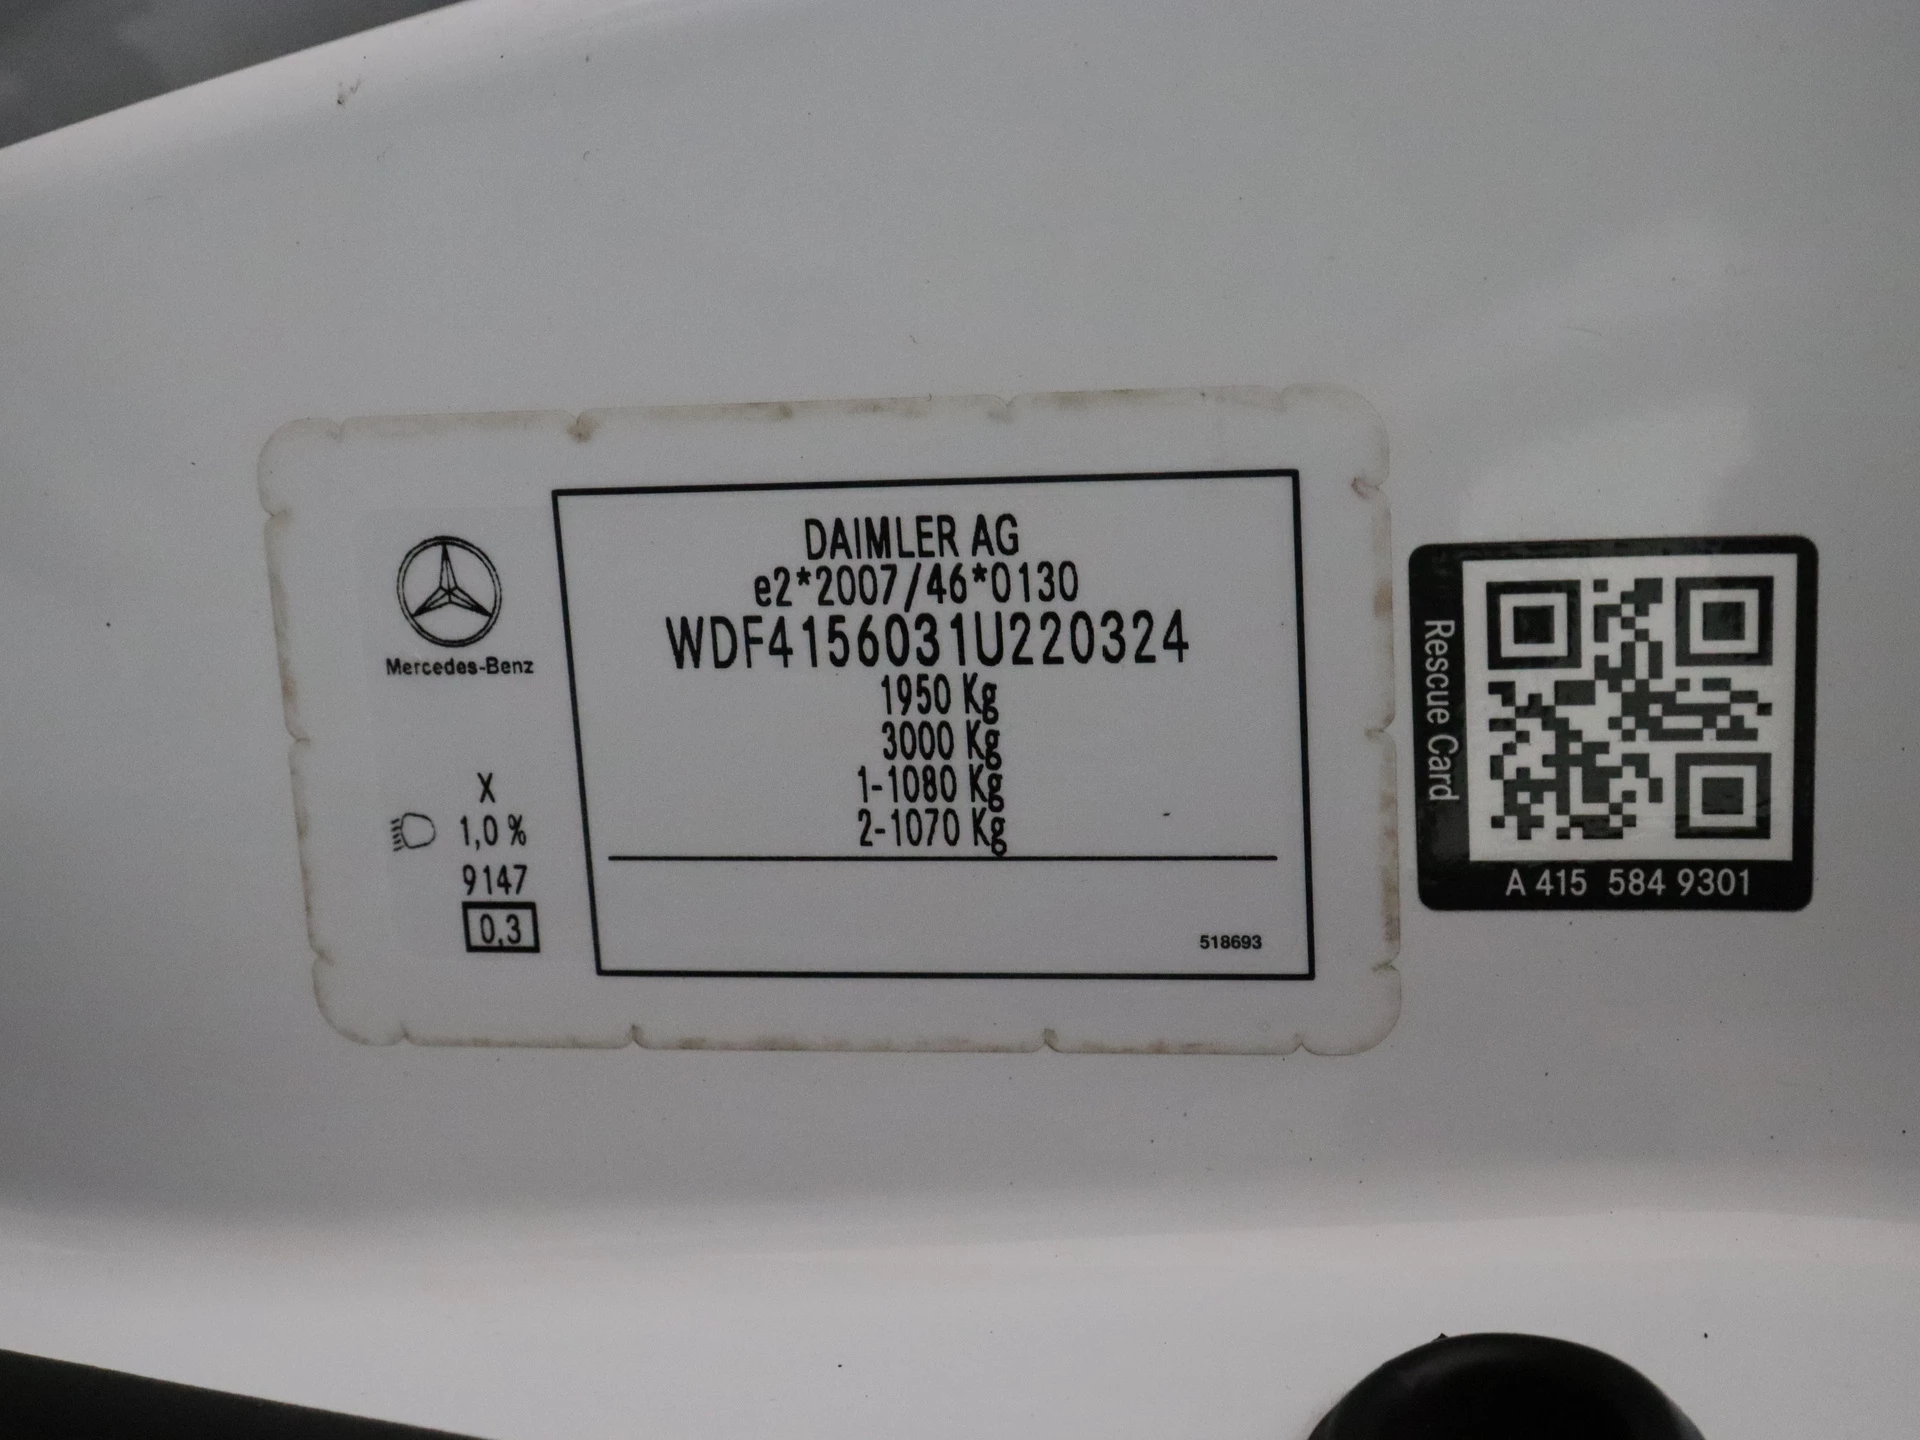 DAIMLER AG
e2*2007/46*0130
WDF4156031U220324
1950 Kg
3000 Kg
1-1080 Kg
2-1070 Kg
518693
Mercedes-Benz
X
1,0 %
9147
0,3
Rescue Card
A 415 584 9301